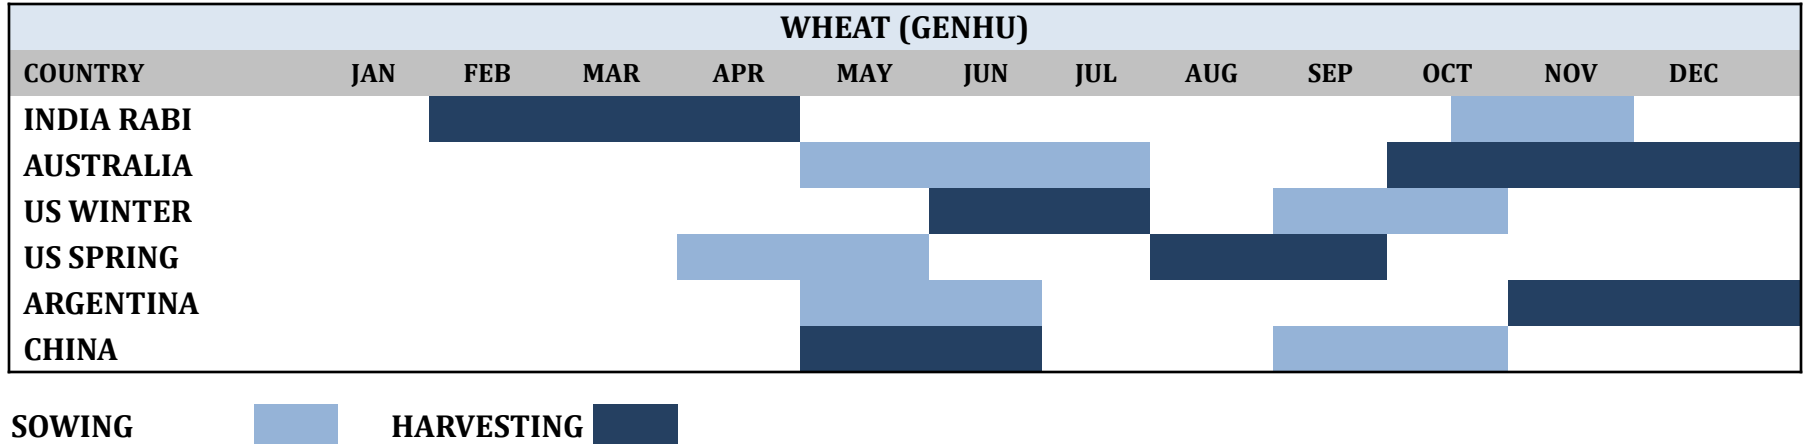 WHEAT (GENHU)
COUNTRY JAN FEB MAR APR MAY JUN JUL AUG SEP OCT NOV DEC
INDIA RABI
AUSTRALIA
US WINTER
US SPRING
ARGENTINA
CHINA
SOWING HARVESTING